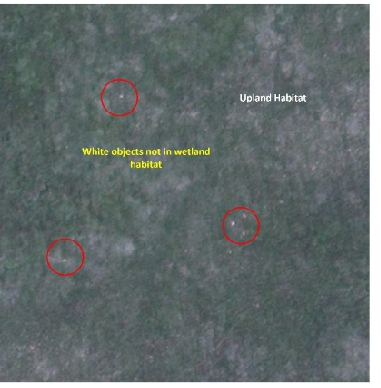 Upland Habitat
White objects not in wetland
habitat